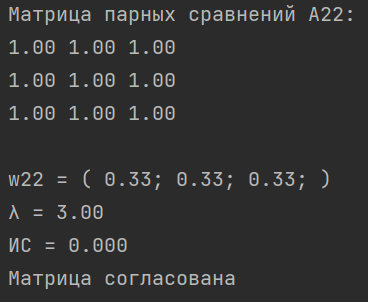 Матрица парных сравнений A22:
1.00 1.00 1.00
1.00 1.00 1.00
1.00 1.00 1.00
w22 = ( 0.33; 0.33; 0.33; )
λ = 3.00
ИС = 0.000
Матрица согласована